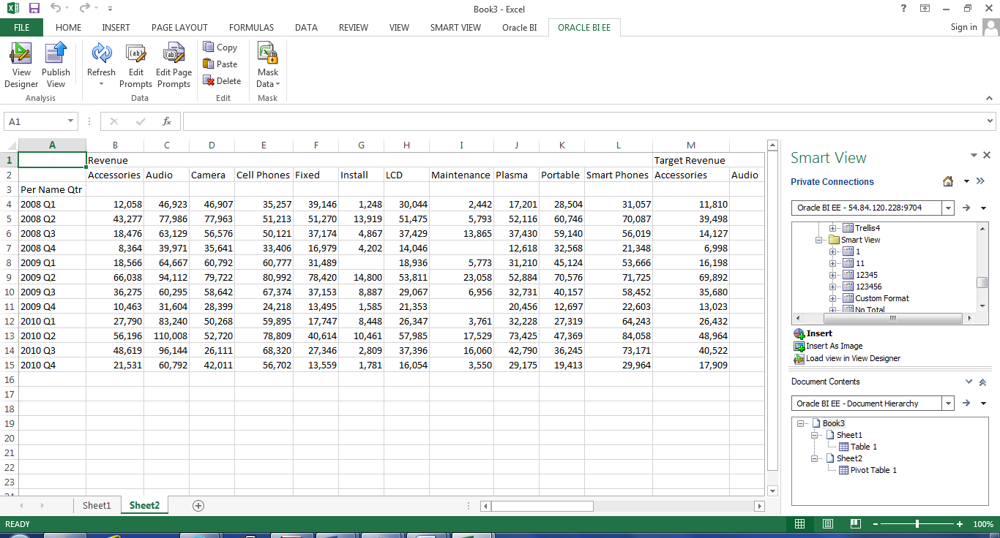 Book3 - Excel
?
FILE HOME INSERT PAGE LAYOUT FORMULAS DATA REVIEW VIEW SMART VIEW Oracle BI ORACLE BI EE Sign in
View Designer Publish View Refresh Edit Prompts Edit Page Prompts Copy Paste Delete Mask Data
Analysis Data Edit Mask
A1 fx
A B C D E F G H I J K L M
1 Revenue Target Revenue
2 Accessories Audio Camera Cell Phones Fixed Install LCD Maintenance Plasma Portable Smart Phones Accessories Audio
3 Per Name Qtr
4 2008 Q1 12,058 46,923 46,907 35,257 39,146 1,248 30,044 2,442 17,201 28,504 31,057 11,810
5 2008 Q2 43,277 77,986 77,963 51,213 51,270 13,919 51,475 5,793 52,116 60,746 70,087 39,498
6 2008 Q3 18,476 63,129 56,576 50,121 37,174 4,867 37,429 13,865 37,430 59,140 56,019 14,127
7 2008 Q4 8,364 39,971 35,641 33,406 16,979 4,202 14,046 12,618 32,568 21,348 6,998
8 2009 Q1 18,566 64,667 60,792 60,777 31,489 18,936 5,773 31,210 45,124 53,666 16,198
9 2009 Q2 66,038 94,112 79,722 80,992 78,420 14,800 53,811 23,058 52,884 70,576 71,725 69,892
10 2009 Q3 36,275 60,295 58,642 67,374 37,153 8,887 29,067 6,956 32,731 40,157 58,452 35,680
11 2009 Q4 10,463 31,604 28,399 24,218 13,495 1,585 21,353 20,456 12,697 22,603 13,023
12 2010 Q1 27,790 83,240 50,268 59,895 17,747 8,448 26,347 3,761 32,228 27,319 64,243 26,432
13 2010 Q2 56,196 110,008 52,720 78,809 40,614 10,461 57,985 17,529 73,425 47,369 84,058 48,964
14 2010 Q3 48,619 96,144 26,111 68,320 27,346 2,809 37,396 16,060 42,790 36,245 73,171 40,522
15 2010 Q4 21,531 60,792 42,011 56,702 13,559 1,781 16,054 3,550 29,175 19,413 29,964 17,909
16
17
18
19
20
21
22
23
24
Sheet1 Sheet2
READY 100%
Smart View
Private Connections
Oracle BI EE - 54.84.120.228:9704
Trellis4
Smart View
1
11
12345
123456
Custom Format
No Total
Insert
Insert As Image
Load view in View Designer
Document Contents
Oracle BI EE - Document Hierarchy
Book3
Sheet1
Table 1
Sheet2
Pivot Table 1